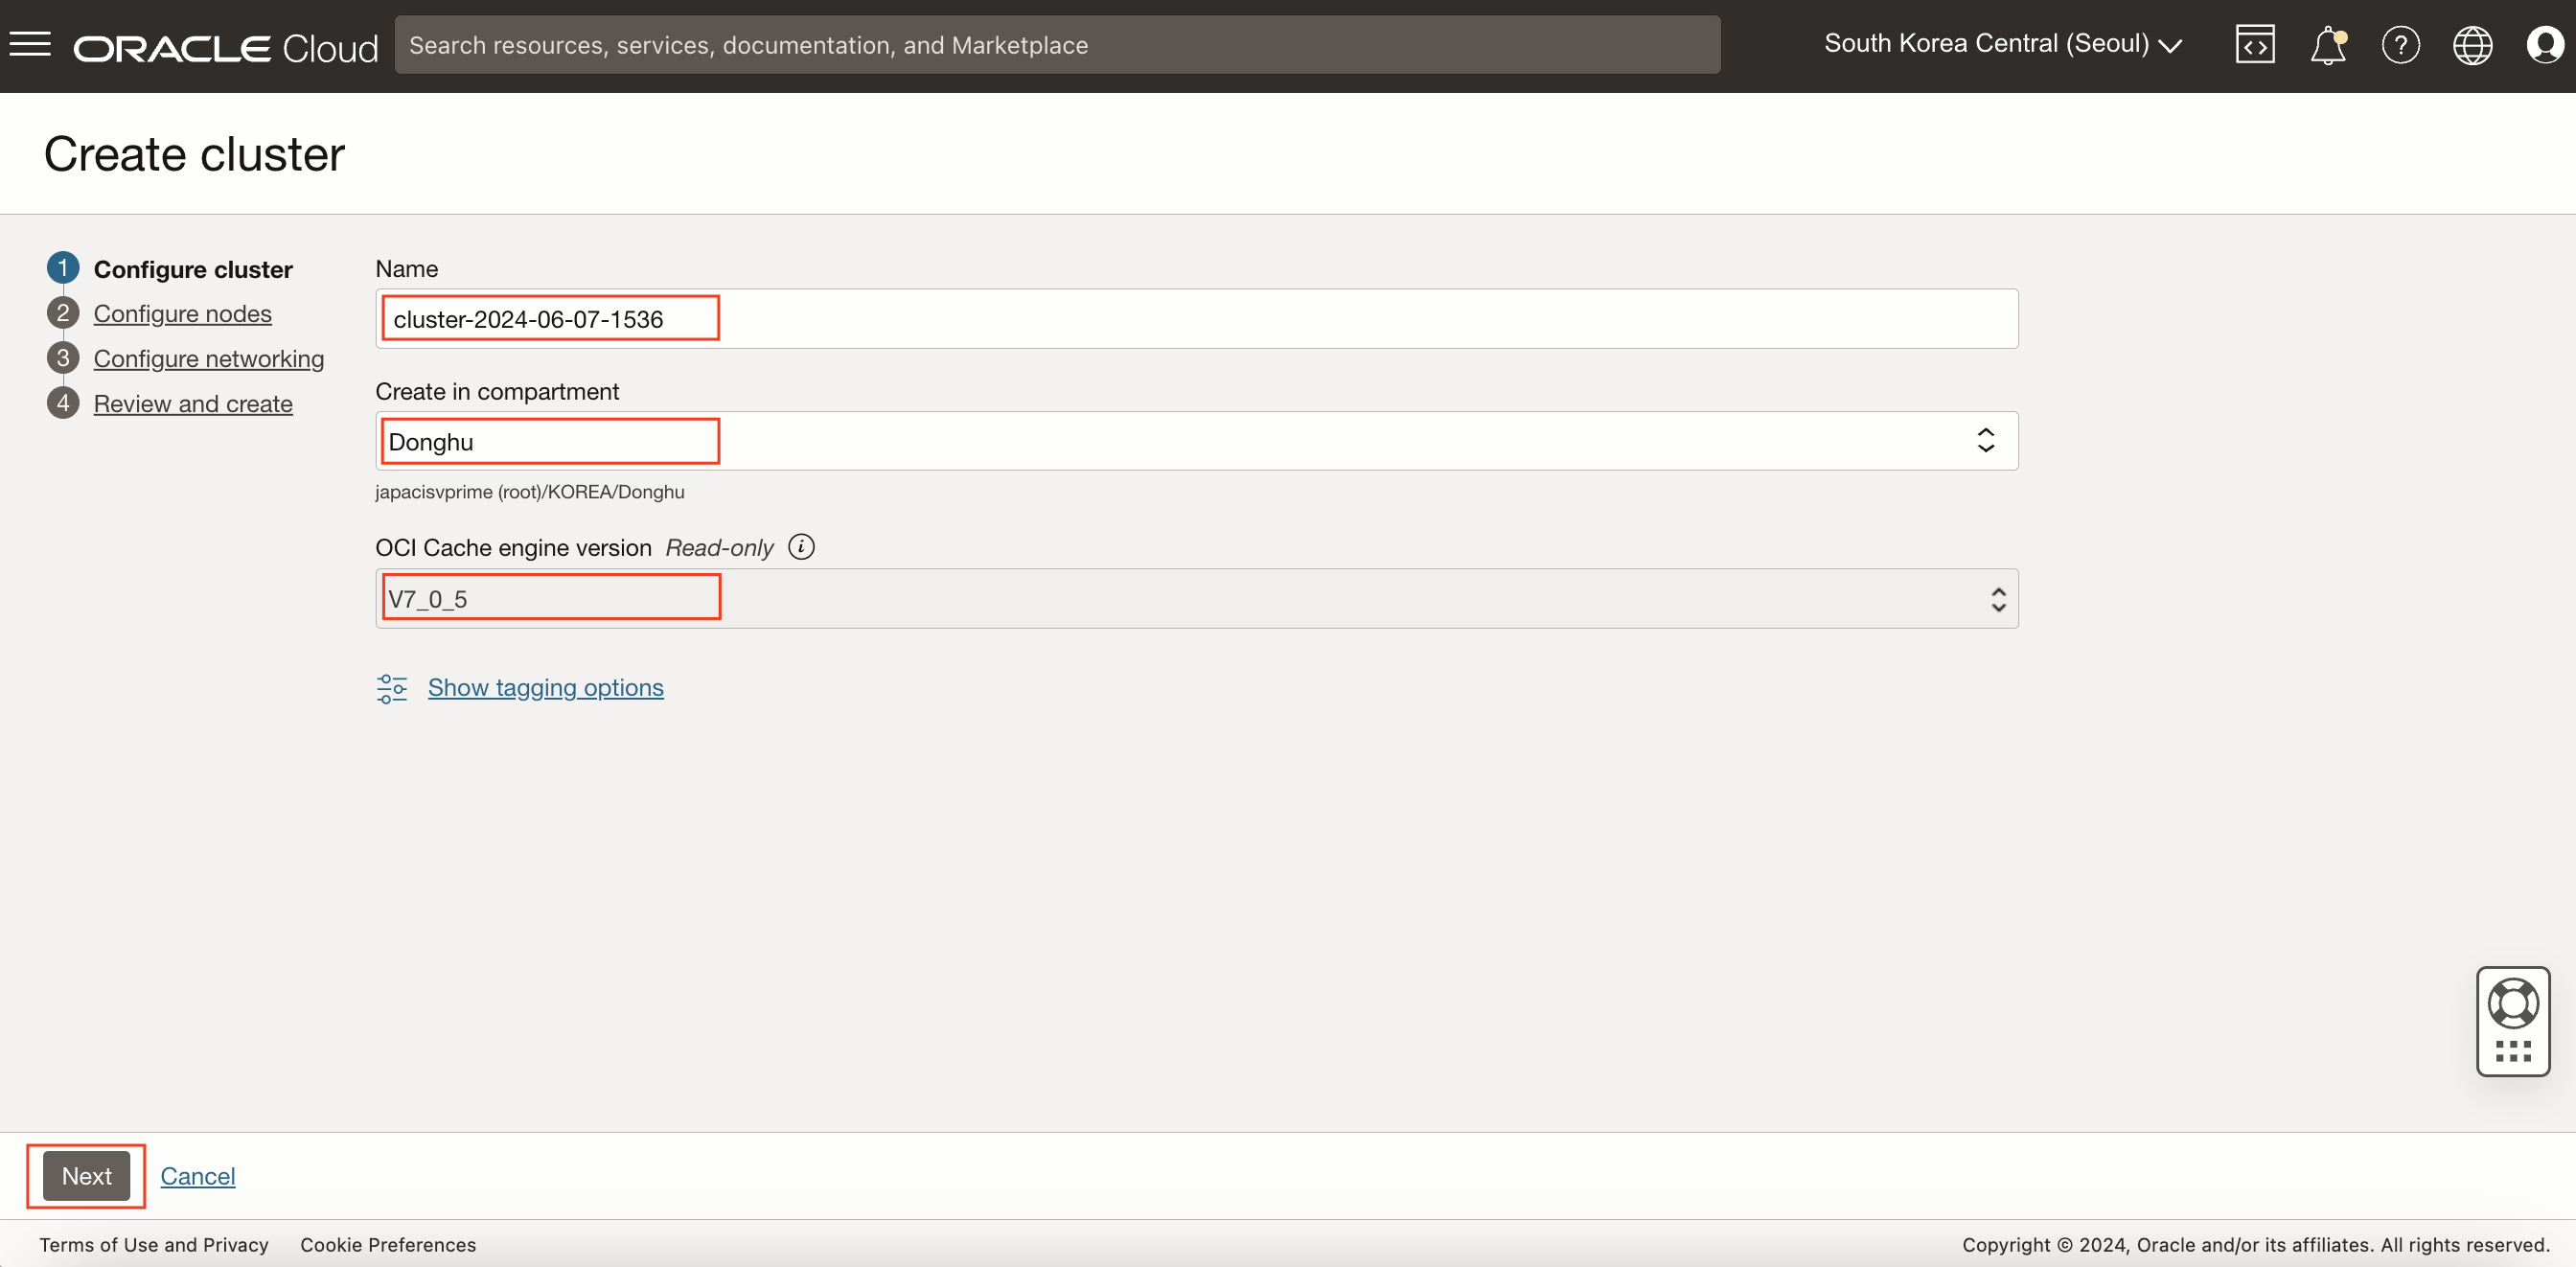 ORACLE Cloud
Search resources, services, documentation, and Marketplace
South Korea Central (Seoul)
Create cluster
1 Configure cluster
2 Configure nodes
3 Configure networking
4 Review and create
Name
cluster-2024-06-07-1536
Create in compartment
Donghu
japacisvprime (root)/KOREA/Donghu
OCI Cache engine version Read-only
V7_0_5
Show tagging options
Next Cancel
Terms of Use and Privacy Cookie Preferences Copyright © 2024, Oracle and/or its affiliates. All rights reserved.